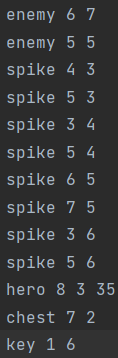 enemy 6 7
enemy 5 5
spike 4 3
spike 5 3
spike 3 4
spike 5 4
spike 6 5
spike 7 5
spike 3 6
spike 5 6
hero 8 3 35
chest 7 2
key 1 6